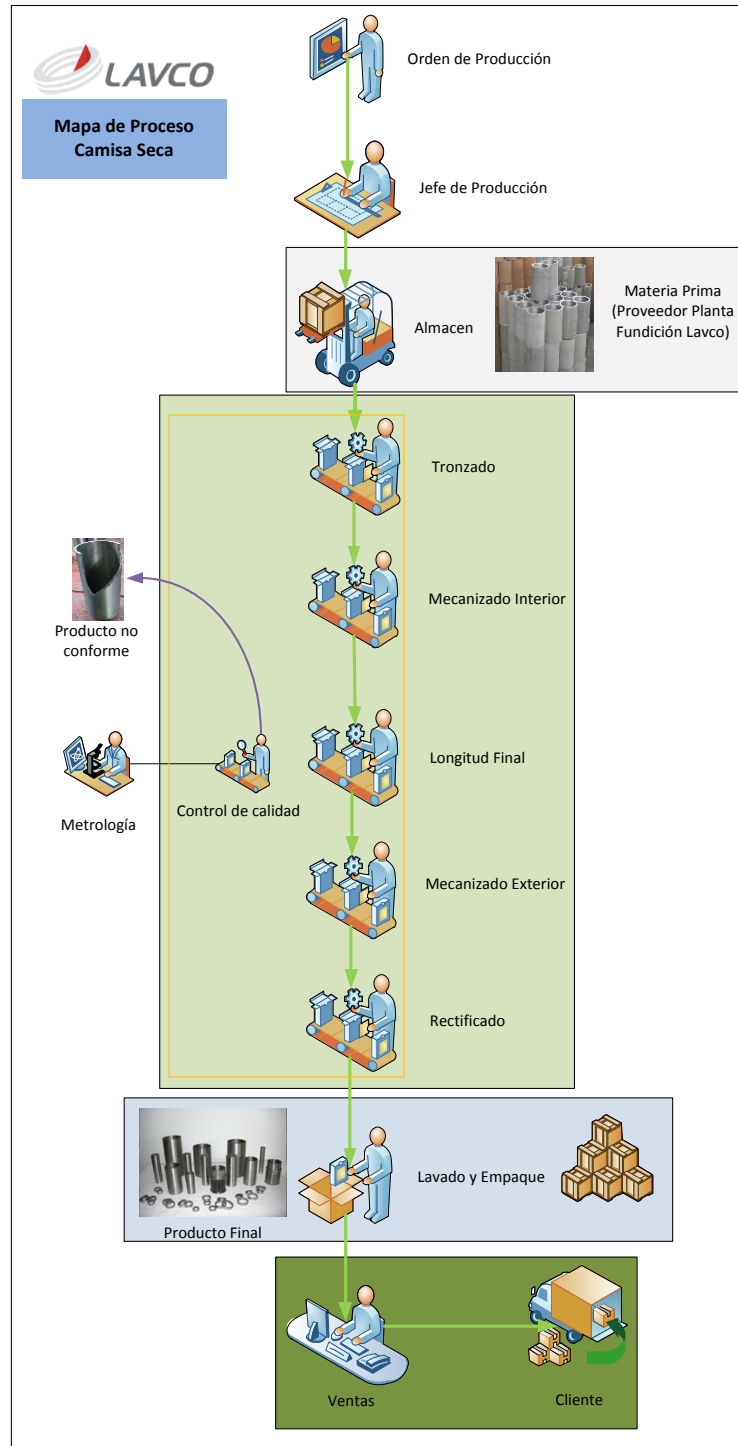 LAVCO
Mapa de Proceso
Camisa Seca
Orden de Producción
Jefe de Producción
Almacen
Materia Prima
(Proveedor Planta
Fundición Lavco)
Tronzado
Mecanizado Interior
Producto no
conforme
Longitud Final
Control de calidad
Metrología
Mecanizado Exterior
Rectificado
Lavado y Empaque
Producto Final
Ventas
Cliente